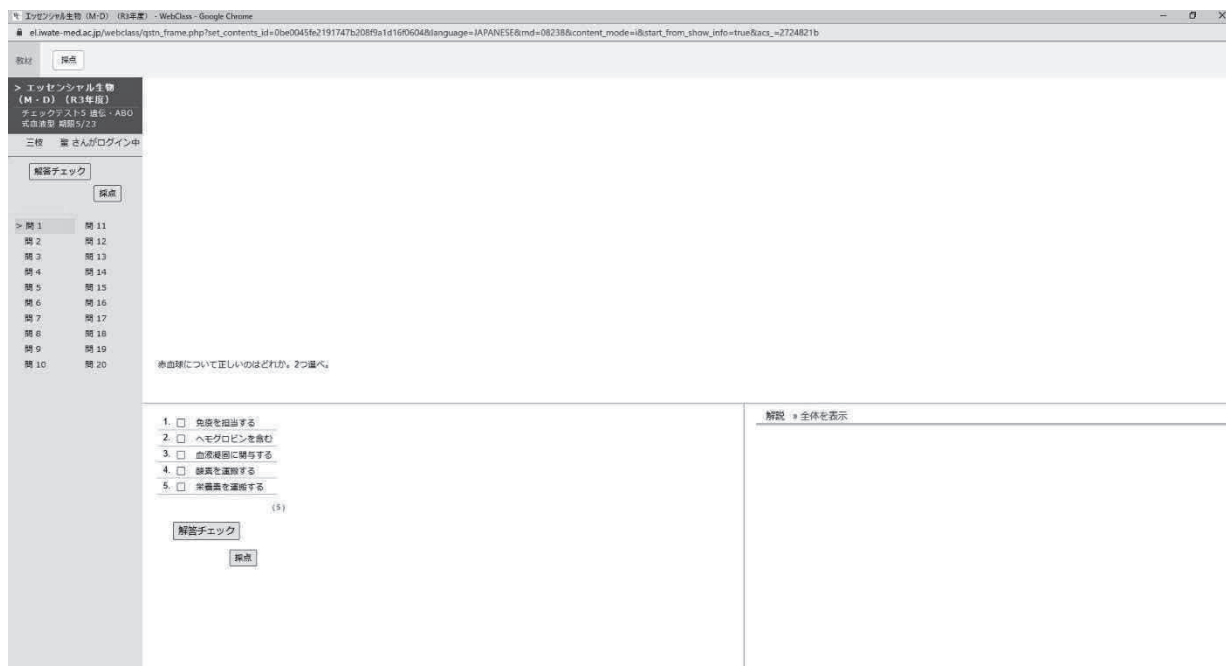 エッセンシャル生物（M・D）（R3年度） - WebClass - Google Chrome
el.iwate-med.ac.jp/webclass/qstn_frame.php?set_contents_id=0be0045fe2191747b208f9a1d16f0604&language=JAPANESE&rnd=08238&content_mode=i&start_from_show_info=true&acs_=2724821b
教材 採点
> エッセンシャル生物
（M・D）（R3年度）
チェックテスト5 遺伝・ABO
式血液型 期限5/23
三枝 聖 さんがログイン中
解答チェック
採点
> 問 1 問 11
問 2 問 12
問 3 問 13
問 4 問 14
問 5 問 15
問 6 問 16
問 7 問 17
問 8 問 18
問 9 問 19
問 10 問 20
赤血球について正しいのはどれか。2つ選べ。
1. 免疫を担当する
2. ヘモグロビンを含む
3. 血液凝固に関与する
4. 酸素を運搬する
5. 栄養素を運搬する
（5）
解答チェック
採点
解説 » 全体を表示